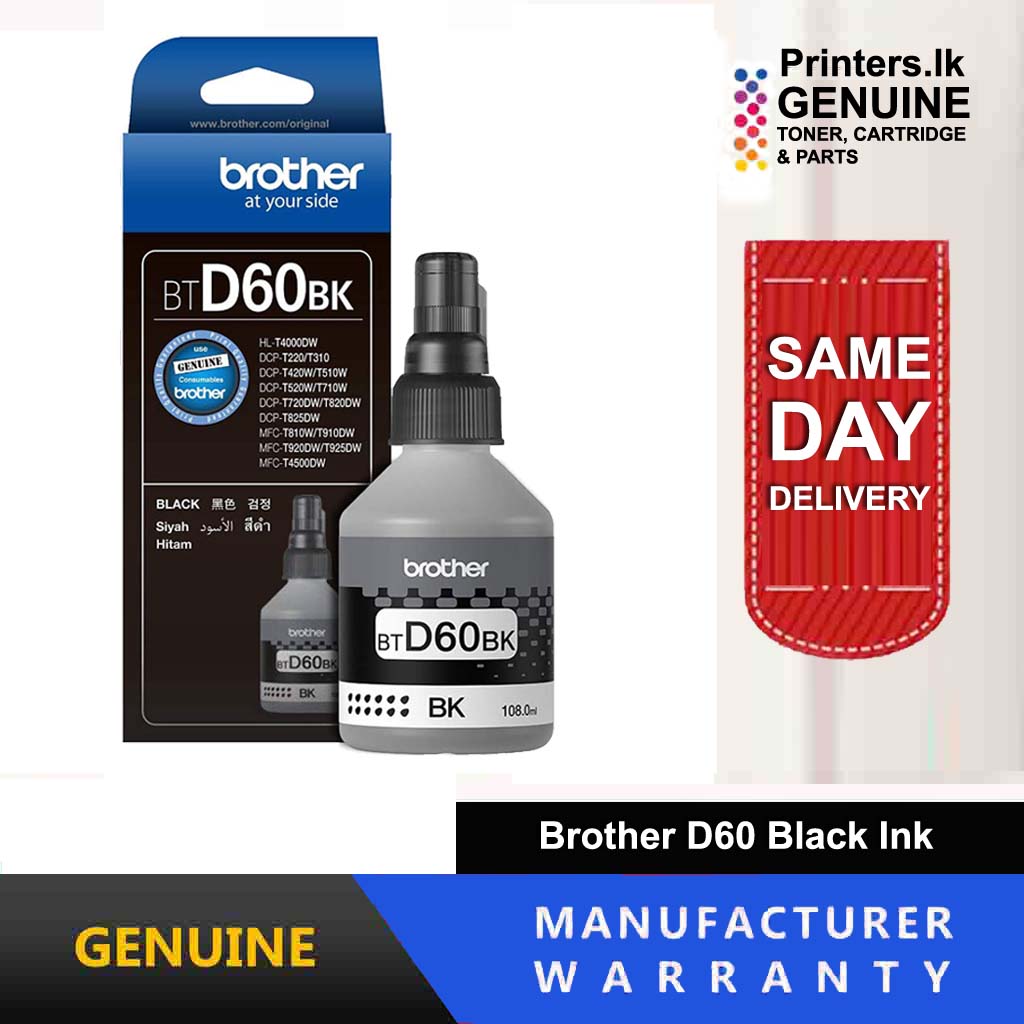 www.brother.com/original
brother
at your side
BTD60BK
Guaranteed Print Quality
use
GENUINE
Consumables
brother
HL-T4000DW
DCP-T220/T310
DCP-T420W/T510W
DCP-T520W/T710W
DCP-T720DW/T820DW
DCP-T825DW
MFC-T810W/T910DW
MFC-T920DW/T925DW
MFC-T4500DW
BLACK 黑色 검정
Siyah الأسود สีดำ
Hitam
brother
BTD60BK
BK
brother
BTD60BK
BK 108.0ml
Printers.lk
GENUINE
TONER, CARTRIDGE
& PARTS
SAME
DAY
DELIVERY
Brother D60 Black Ink
GENUINE
MANUFACTURER
WARRANTY